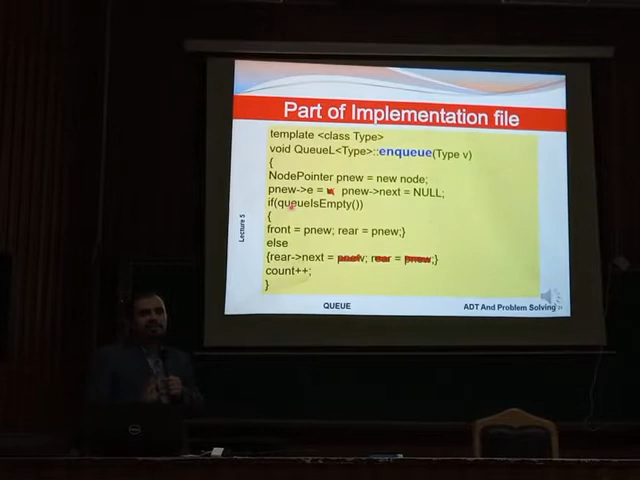 Part of Implementation file
template <class Type>
void QueueL<Type>::enqueue(Type v)
{
NodePointer pnew = new node;
pnew->e = pnew->next = NULL;
if(queueIsEmpty())
{
front = pnew; rear = pnew;}
else
{rear->next = pnew; rear = pnew;}
count++;
}
Lecture 5
QUEUE
ADT And Problem Solving
DELL